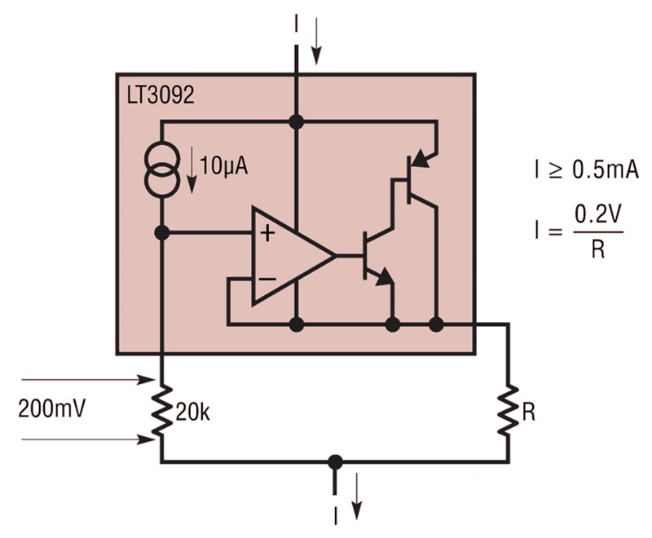 I
LT3092
10µA
+
–
I ≥ 0.5mA
I = 0.2V
R
200mV
20k
R
I